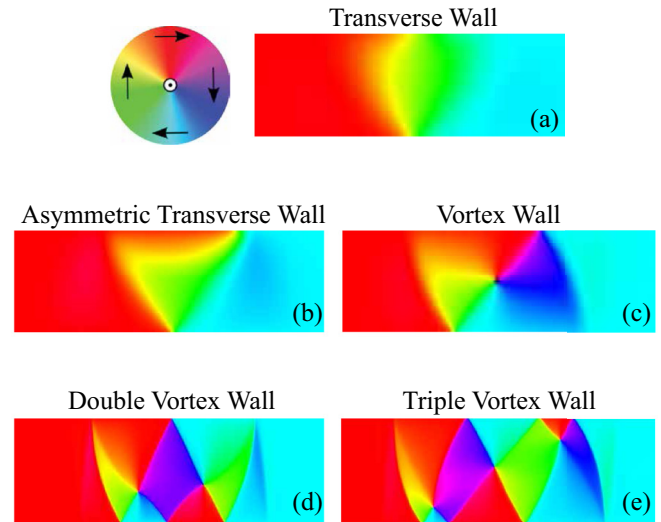 Transverse Wall
(a)
Asymmetric Transverse Wall
Vortex Wall
(b)
(c)
Double Vortex Wall
Triple Vortex Wall
(d)
(e)